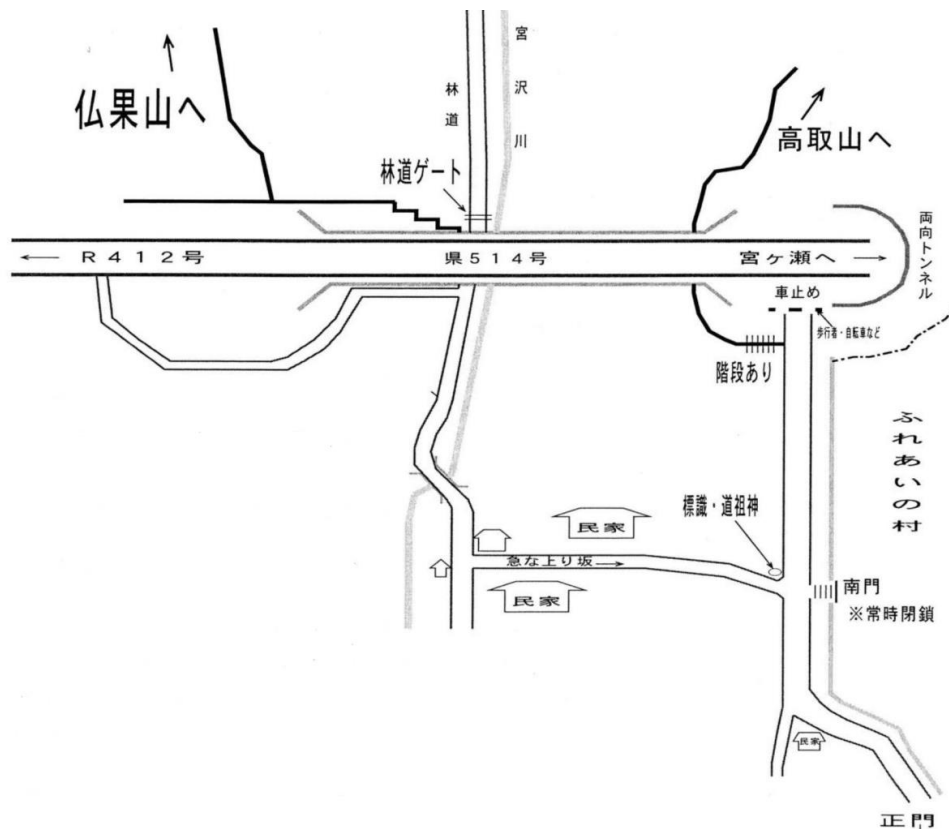 仏果山へ
林道
宮沢川
高取山へ
林道ゲート
両向トンネル
R412号
県514号
宮ヶ瀬へ
車止め
歩行者・自転車など
階段あり
ふれあいの村
標識・道祖神
民家
急な上り坂
民家
南門
※常時閉鎖
民家
正門